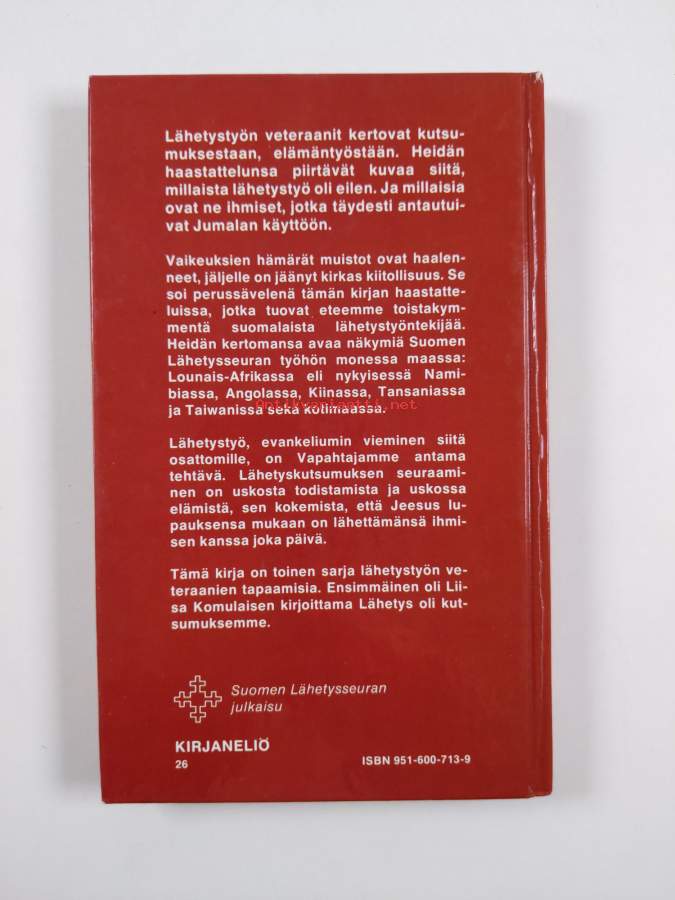 Lähetystyön veteraanit kertovat kutsu-
muksestaan, elämäntyöstään. Heidän
haastattelunsa piirtävät kuvaa siitä,
millaista lähetystyö oli eilen. Ja millaisia
ovat ne ihmiset, jotka täydesti antautui-
vat Jumalan käyttöön.
Vaikeuksien hämärät muistot ovat haalen-
neet, jäljelle on jäänyt kirkas kiitollisuus. Se
soi perussävelenä tämän kirjan haastatte-
luissa, jotka tuovat eteemme toistakym-
mentä suomalaista lähetystyöntekijää.
Heidän kertomansa avaa näkymiä Suomen
Lähetysseuran työhön monessa maassa:
Lounais-Afrikassa eli nykyisessä Nami-
biassa, Angolassa, Kiinassa, Tansaniassa
ja Taiwanissa sekä kotimaassa.
Antikvariaatti.net
Lähetystyö, evankeliumin vieminen siitä
osattomille, on Vapahtajamme antama
tehtävä. Lähetyskutsumuksen seuraami-
nen on uskosta todistamista ja uskossa
elämistä, sen kokemista, että Jeesus lu-
pauksensa mukaan on lähettämänsä ihmi-
sen kanssa joka päivä.
Tämä kirja on toinen sarja lähetystyön ve-
teraanien tapaamisia. Ensimmäinen oli Lii-
sa Komulaisen kirjoittama Lähetys oli kut-
sumuksemme.
Suomen Lähetysseuran
julkaisu
KIRJANELIÖ
26 ISBN 951-600-713-9